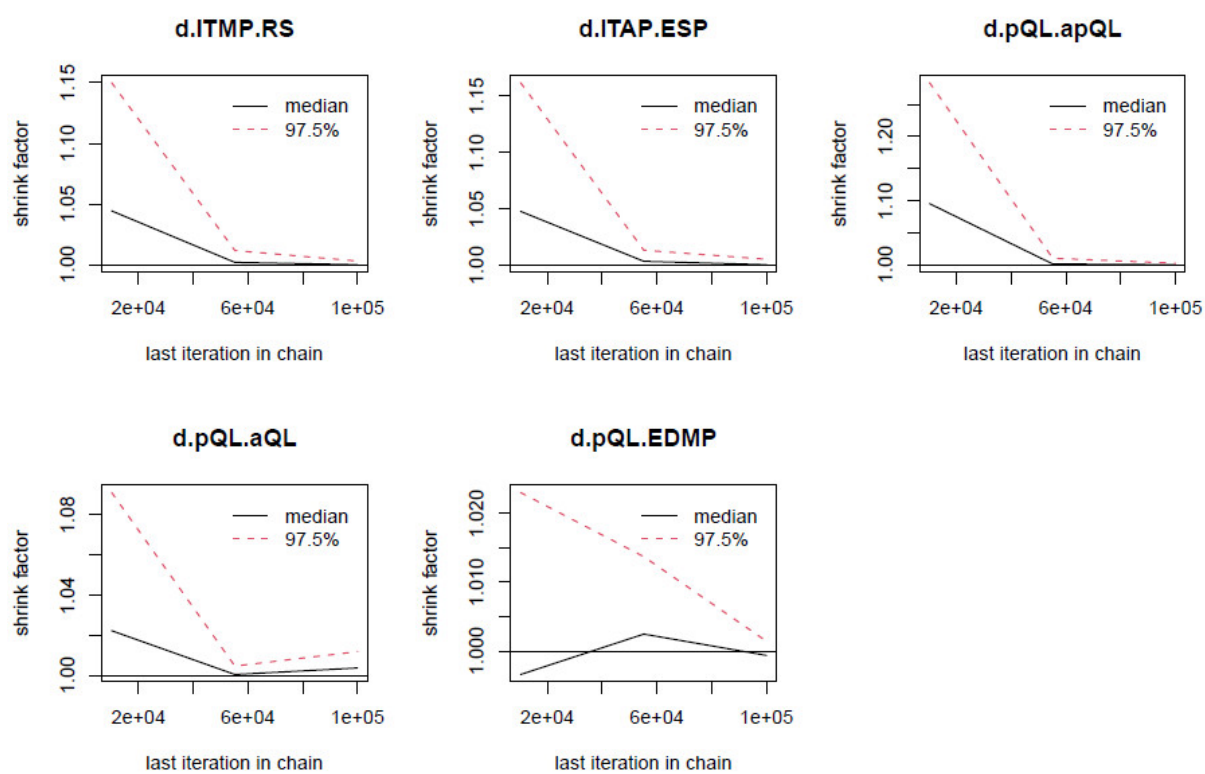 d.ITMP.RS
shrink factor
1.00 1.05 1.10 1.15
median
97.5%
2e+04 6e+04 1e+05
last iteration in chain
d.ITAP.ESP
shrink factor
1.00 1.05 1.10 1.15
median
97.5%
2e+04 6e+04 1e+05
last iteration in chain
d.pQL.apQL
shrink factor
1.00 1.10 1.20
median
97.5%
2e+04 6e+04 1e+05
last iteration in chain
d.pQL.aQL
shrink factor
1.00 1.04 1.08
median
97.5%
2e+04 6e+04 1e+05
last iteration in chain
d.pQL.EDMP
shrink factor
1.000 1.010 1.020
median
97.5%
2e+04 6e+04 1e+05
last iteration in chain